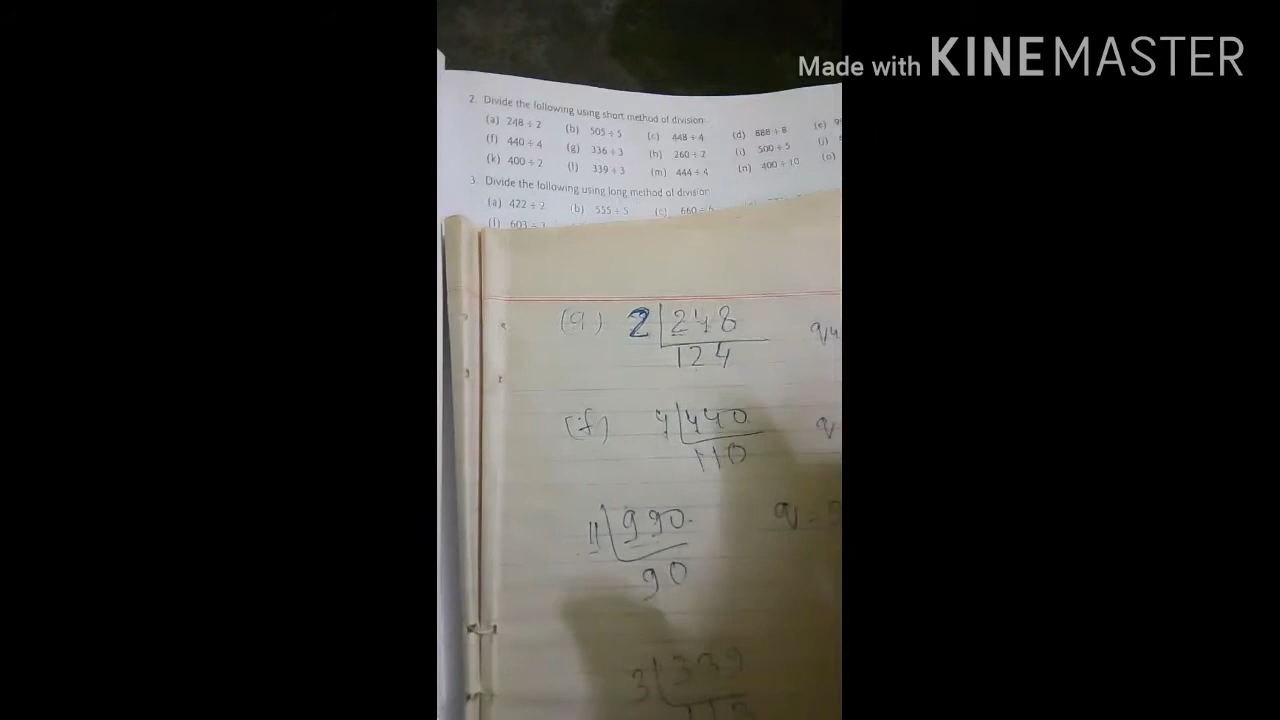 Made with KINEMASTER
2. Divide the following using short method of division:
(a) 248 ÷ 2 (b) 505 ÷ 5 (c) 448 ÷ 4 (d) 888 ÷ 8 (e)
(f) 440 ÷ 4 (g) 336 ÷ 3 (h) 260 ÷ 2 (i) 500 ÷ 5 (j)
(k) 400 ÷ 2 (l) 339 ÷ 3 (m) 444 ÷ 4 (n) 400 ÷ 10 (o)
3. Divide the following using long method of division:
(a) 422 ÷ 2 (b) 555 ÷ 5 (c) 660 ÷ 6
(f) 603 ÷
(a) 2 248
124
(f) 4 440 q
110
11 990 q =
90
3 339